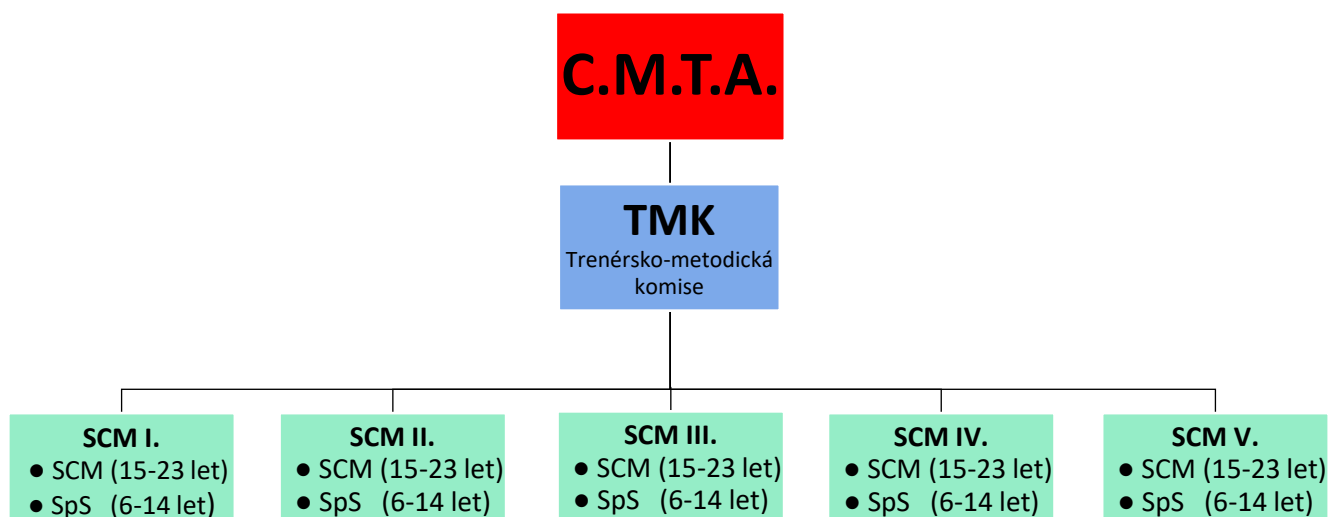 C.M.T.A.
TMK
Trenérsko-metodická
komise
SCM I.
● SCM (15-23 let)
● SpS (6-14 let)
SCM II.
● SCM (15-23 let)
● SpS (6-14 let)
SCM III.
● SCM (15-23 let)
● SpS (6-14 let)
SCM IV.
● SCM (15-23 let)
● SpS (6-14 let)
SCM V.
● SCM (15-23 let)
● SpS (6-14 let)